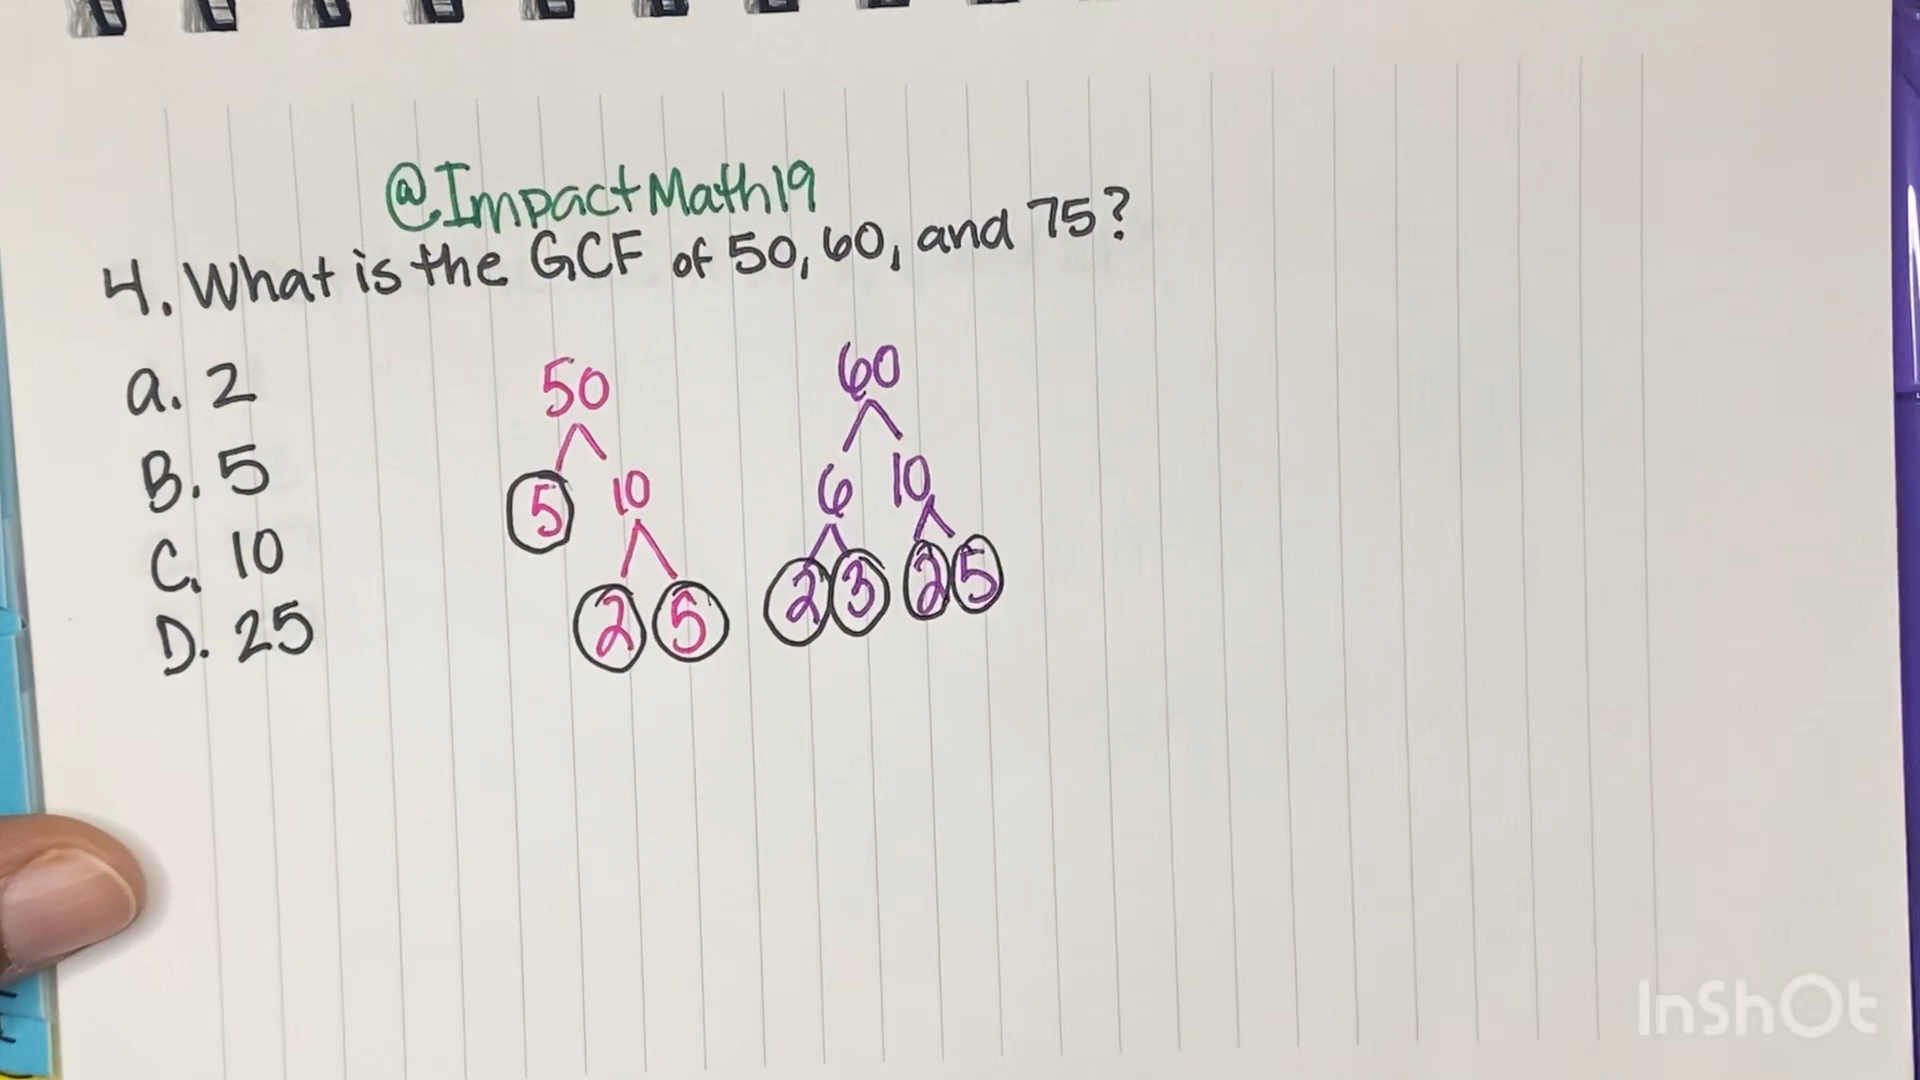 @ImpactMath19
4. What is the GCF of 50, 60, and 75?
a. 2
B. 5
C. 10
D. 25
50
5 10
2 5
60
6 10
2 3 2 5
InShOt